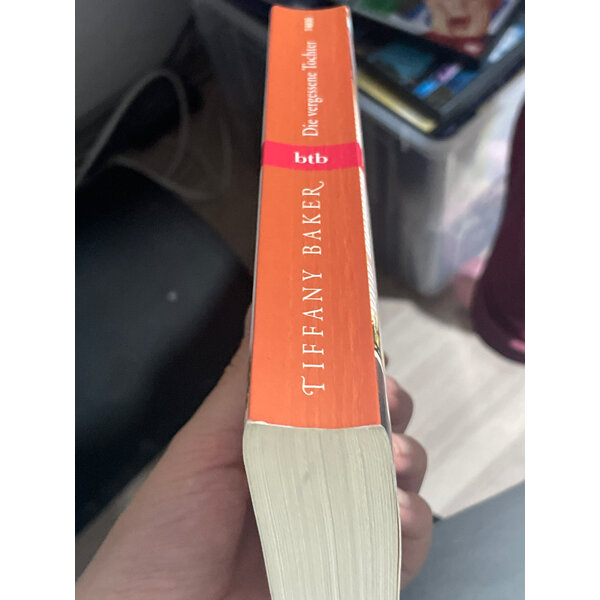 TIFFANY BAKER
btb
Die vergessene Tochter